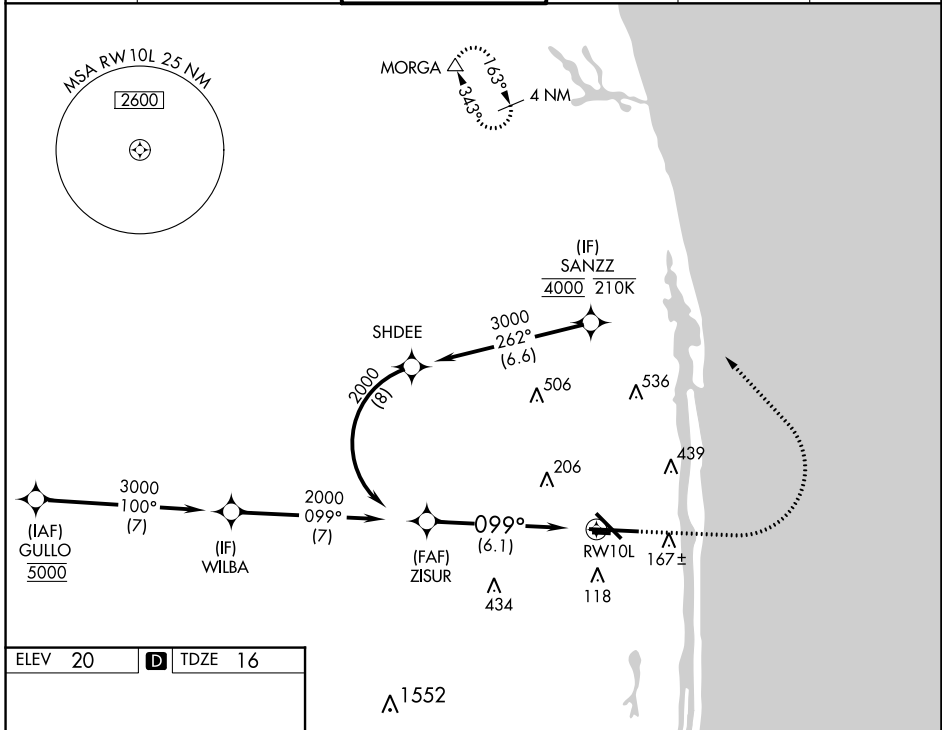 MSA RW10L 25 NM
2600
MORGA
163°
343°
4 NM
(IF)
SANZZ
4000 210K
3000
262°
(6.6)
SHDEE
2000
(8)
506
536
439
206
3000
100°
(7)
2000
099°
(7)
099°
(6.1)
(IAF)
GULLO
5000
(IF)
WILBA
(FAF)
ZISUR
RW10L
167±
434
118
ELEV 20 D TDZE 16
1552